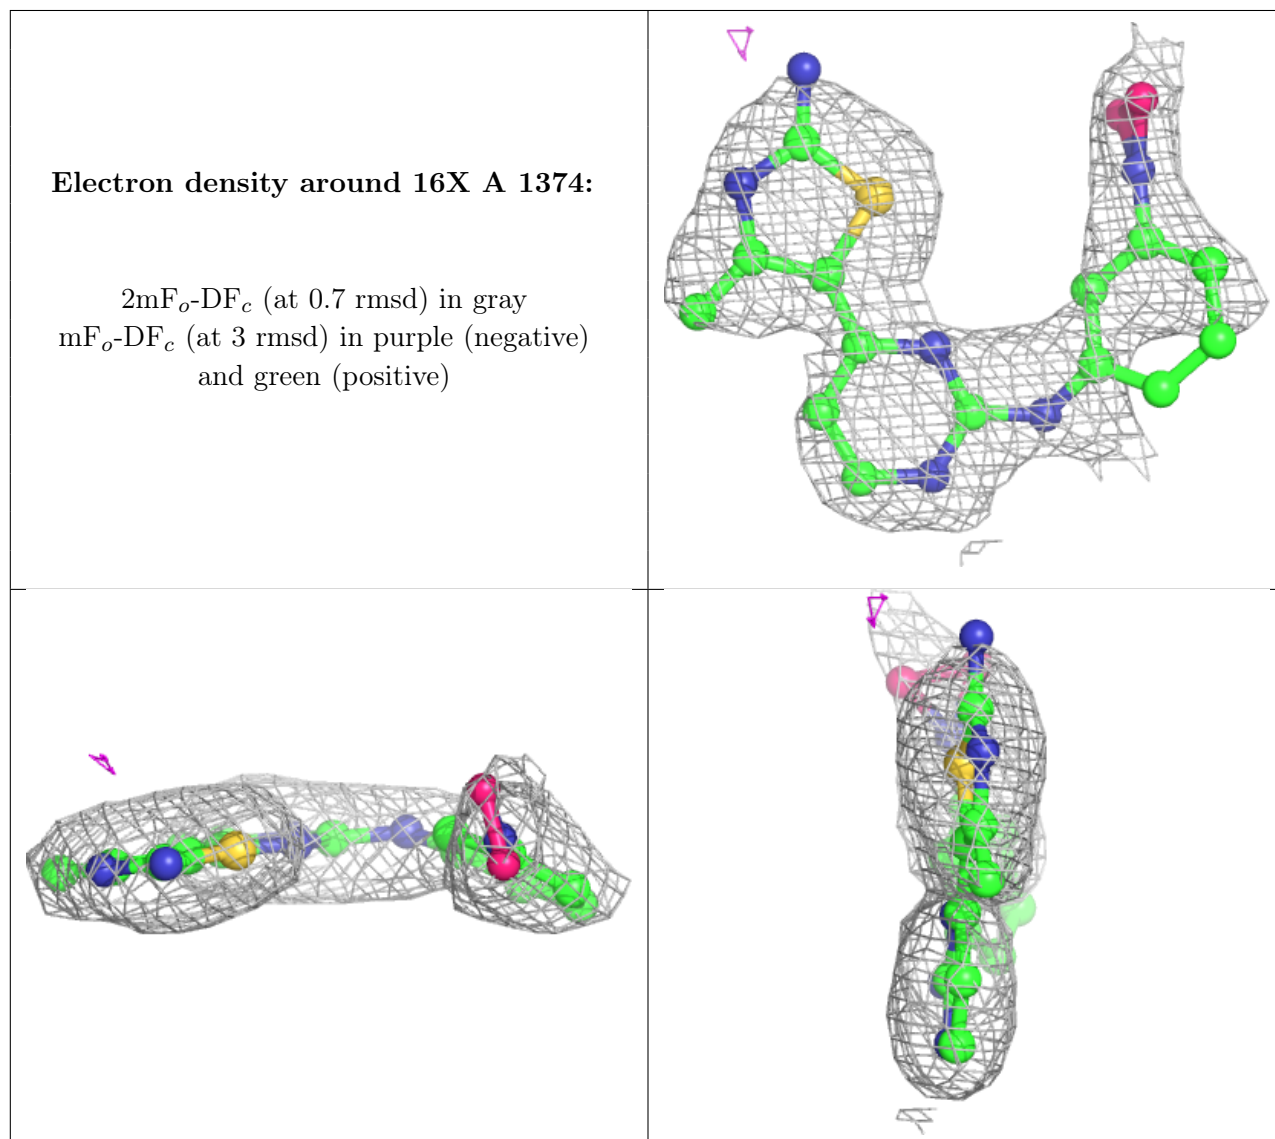 Electron density around 16X A 1374:
2mFo-DFc (at 0.7 rmsd) in gray
mFo-DFc (at 3 rmsd) in purple (negative)
and green (positive)